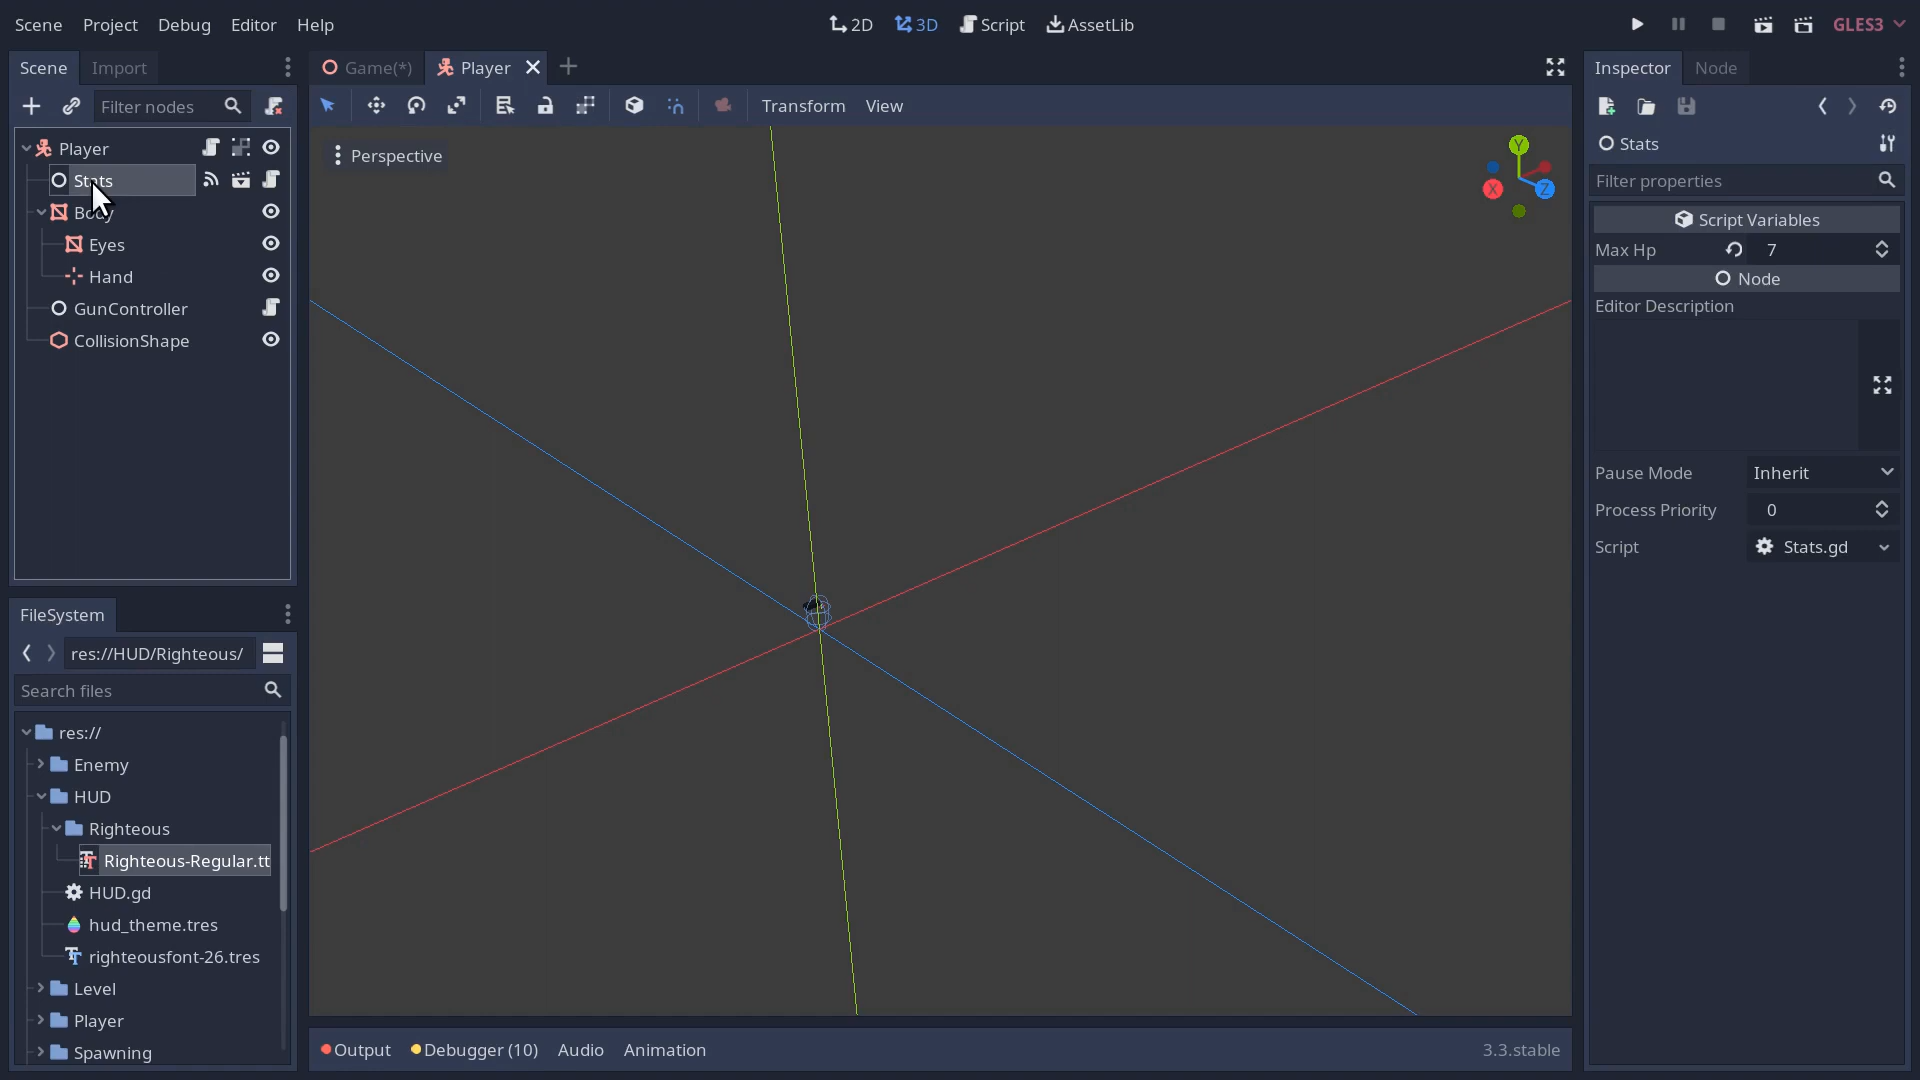 Scene Project Debug Editor Help
2D 3D Script AssetLib
GLES3
Scene Import
Game(*) Player
Inspector Node
Filter nodes
Transform View
Player
Stats
Body
Eyes
Hand
GunController
CollisionShape
Perspective
Y
X
Z
Stats
Filter properties
Script Variables
Max Hp 7
Node
Editor Description
Pause Mode Inherit
Process Priority 0
Script Stats.gd
FileSystem
res://HUD/Righteous/
Search files
res://
Enemy
HUD
Righteous
Righteous-Regular.tt
HUD.gd
hud_theme.tres
righteousfont-26.tres
Level
Player
Spawning
Output Debugger (10) Audio Animation
3.3.stable